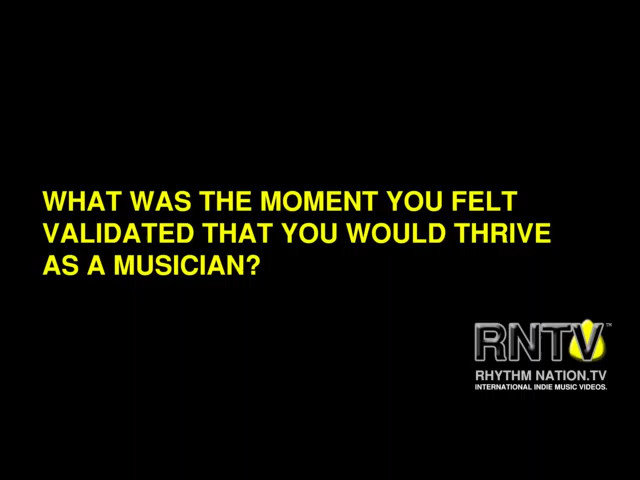 WHAT WAS THE MOMENT YOU FELT
VALIDATED THAT YOU WOULD THRIVE
AS A MUSICIAN?
RNTV™
RHYTHM NATION.TV
INTERNATIONAL INDIE MUSIC VIDEOS.